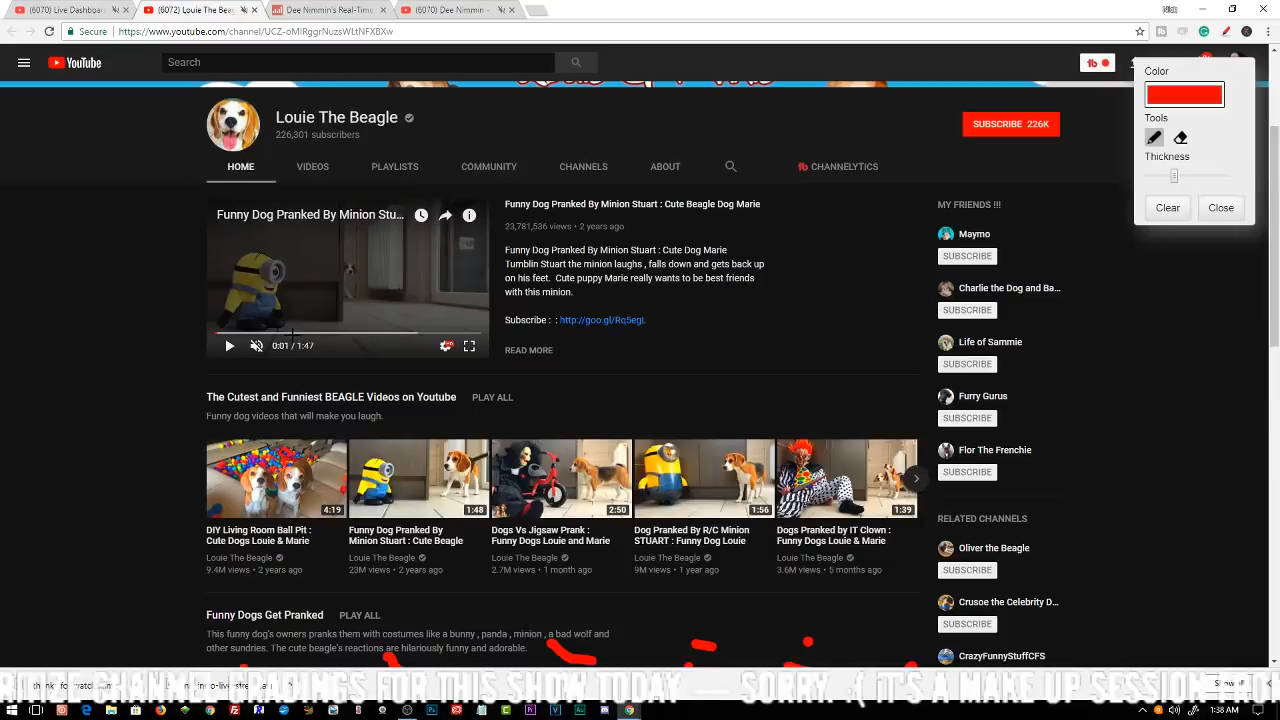 (6070) Live Dashboard
(6072) Louie The Beag
Dee Nimmin's Real-Time
(6070) Dee Nimmin -
Nick
Secure
https://www.youtube.com/channel/UCZ-oMIRggrNuzsWLtNFXBXw
YouTube
Search
Color
Tools
Thickness
Clear
Close
Louie The Beagle
226,301 subscribers
SUBSCRIBE 226K
HOME
VIDEOS
PLAYLISTS
COMMUNITY
CHANNELS
ABOUT
CHANNELYTICS
Funny Dog Pranked By Minion Stu...
0:01 / 1:47
Funny Dog Pranked By Minion Stuart : Cute Beagle Dog Marie
23,781,536 views • 2 years ago
Funny Dog Pranked By Minion Stuart : Cute Dog Marie
Tumblin Stuart the minion laughs , falls down and gets back up
on his feet. Cute puppy Marie really wants to be best friends
with this minion.
Subscribe : : http://goo.gl/Rq5egL
READ MORE
MY FRIENDS !!!
Maymo
SUBSCRIBE
Charlie the Dog and Ba...
SUBSCRIBE
Life of Sammie
SUBSCRIBE
Furry Gurus
SUBSCRIBE
Flor The Frenchie
SUBSCRIBE
RELATED CHANNELS
Oliver the Beagle
SUBSCRIBE
Crusoe the Celebrity D...
SUBSCRIBE
CrazyFunnyStuffCFS
The Cutest and Funniest BEAGLE Videos on Youtube PLAY ALL
Funny dog videos that will make you laugh.
4:19
DIY Living Room Ball Pit :
Cute Dogs Louie & Marie
Louie The Beagle
9.4M views • 2 years ago
1:48
Funny Dog Pranked By
Minion Stuart : Cute Beagle
Louie The Beagle
23M views • 2 years ago
2:50
Dogs Vs Jigsaw Prank :
Funny Dogs Louie and Marie
Louie The Beagle
2.7M views • 1 month ago
1:56
Dog Pranked By R/C Minion
STUART : Funny Dog Louie
Louie The Beagle
9M views • 1 year ago
1:39
Dogs Pranked by IT Clown :
Funny Dogs Louie & Marie
Louie The Beagle
3.6M views • 5 months ago
Funny Dogs Get Pranked PLAY ALL
This funny dog's owners pranks them with costumes like a bunny , panda , minion , a bad wolf and
other sundries. The cute beagle's reactions are hilariously funny and adorable.
FOR THIS SHOW TODAY __ SORRY :( IT'S A MAKE UP SESSION
1:38 AM